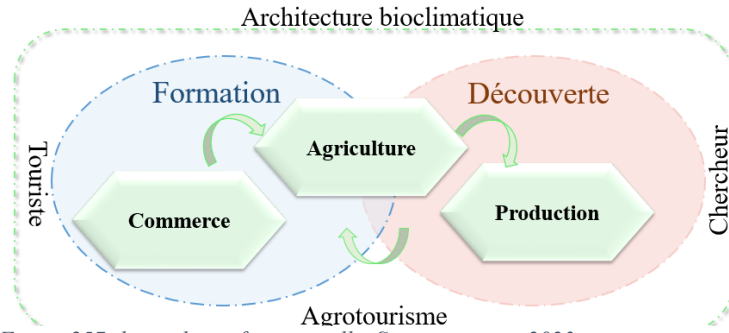 Architecture bioclimatique
Formation
Découverte
Agriculture
Touriste
Chercheur
Commerce
Production
Agrotourisme